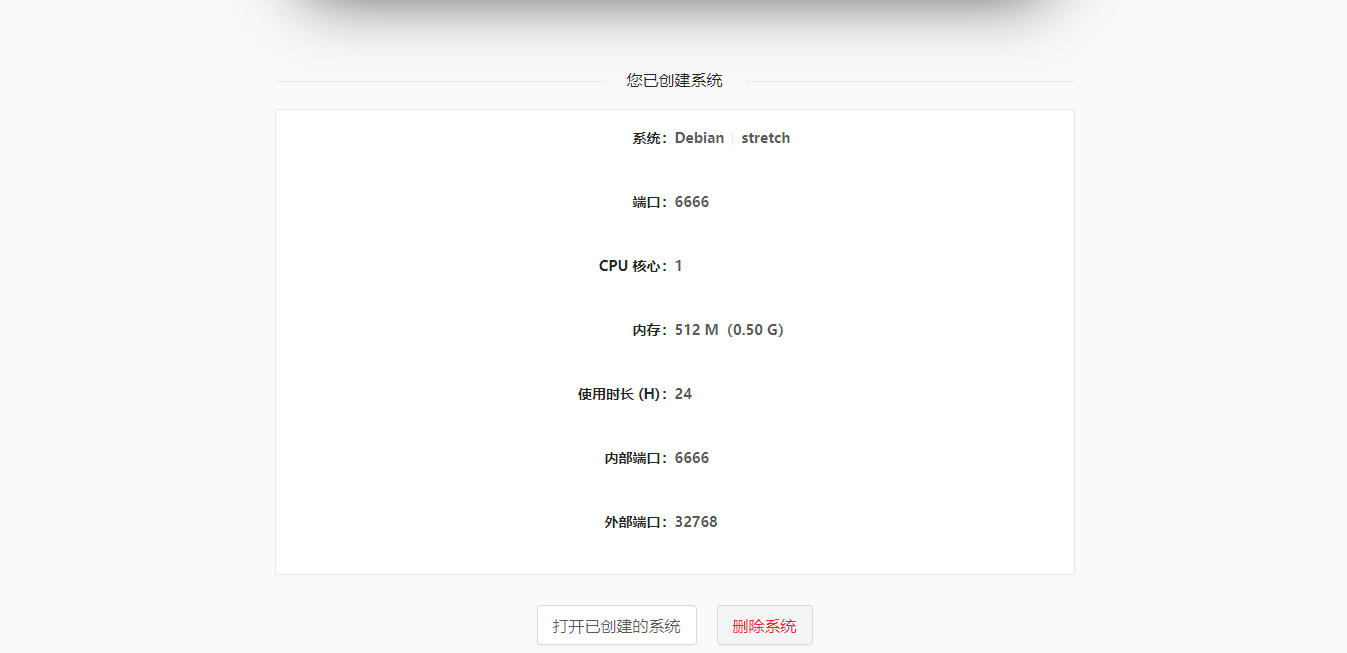 您已创建系统
系统：Debian stretch
端口：6666
CPU 核心：1
内存：512 M（0.50 G）
使用时长 (H)：24
内部端口：6666
外部端口：32768
打开已创建的系统 删除系统